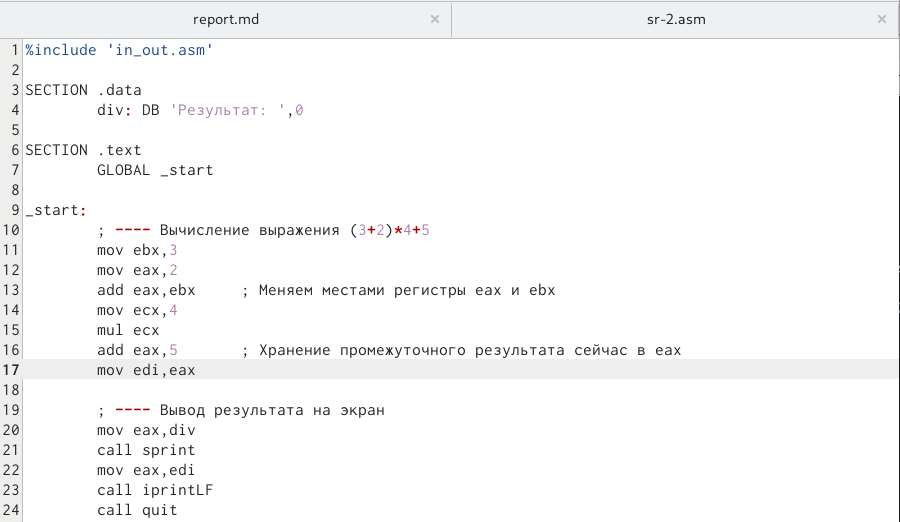 report.md × sr-2.asm ×
1 %include 'in_out.asm'
2
3 SECTION .data
4 div: DB 'Результат: ',0
5
6 SECTION .text
7 GLOBAL _start
8
9 _start:
10 ; ---- Вычисление выражения (3+2)*4+5
11 mov ebx,3
12 mov eax,2
13 add eax,ebx ; Меняем местами регистры eax и ebx
14 mov ecx,4
15 mul ecx
16 add eax,5 ; Хранение промежуточного результата сейчас в eax
17 mov edi,eax
18
19 ; ---- Вывод результата на экран
20 mov eax,div
21 call sprint
22 mov eax,edi
23 call iprintLF
24 call quit